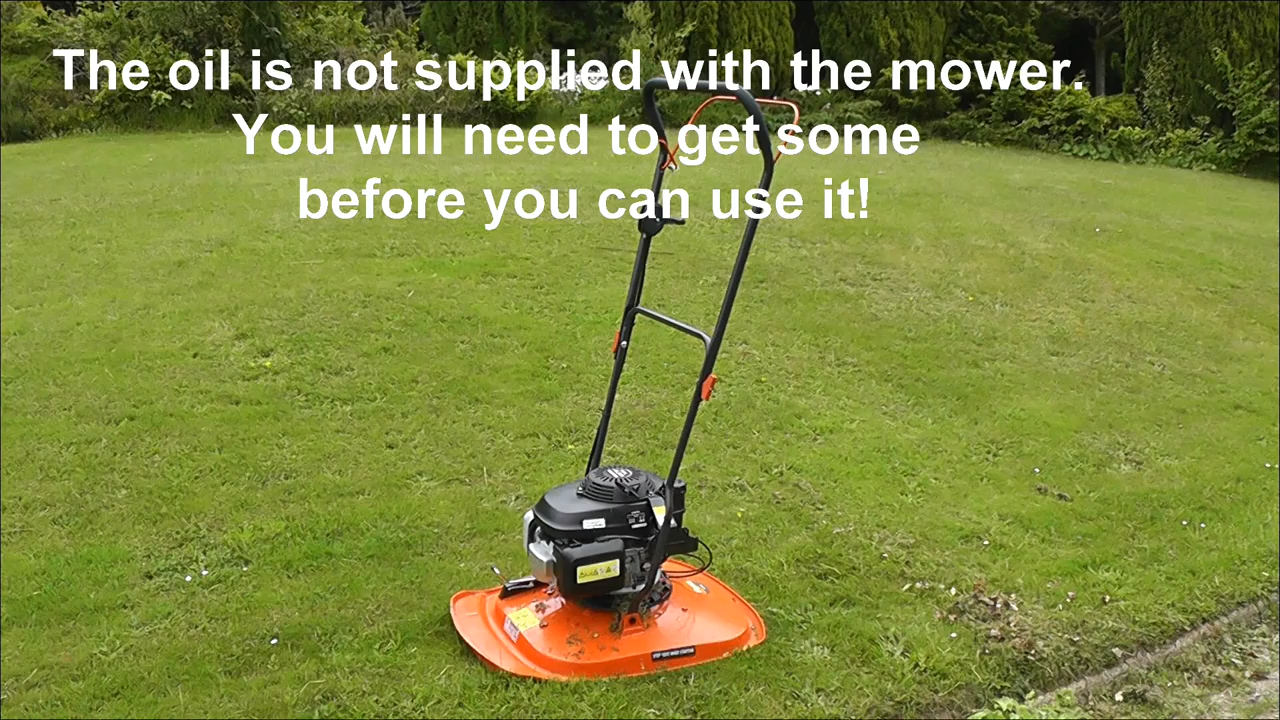 The oil is not supplied with the mower.
You will need to get some
before you can use it!